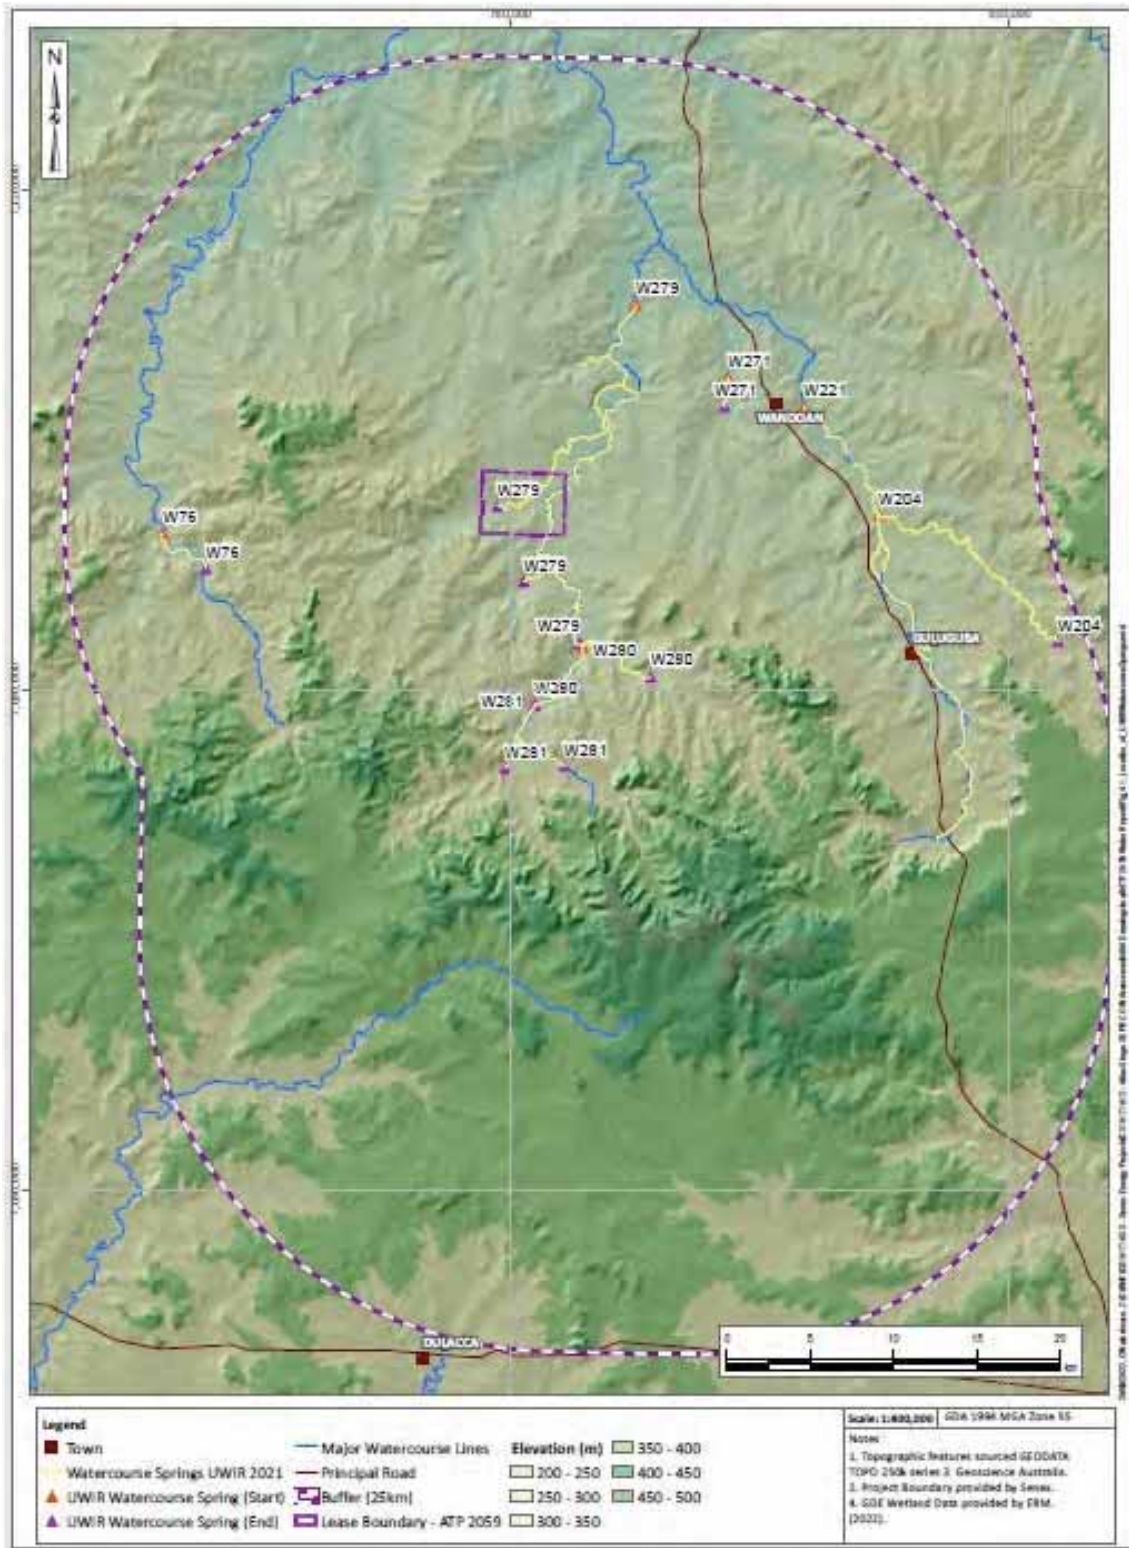 N
W279
W271
W271
W221
WANDOAN
W279
W204
W76
W76
W279
W204
W279
W280
W280
W281
W280
W281
W281
DULACCA
0 5 10 15 20
Legend
Town
Watercourse Springs UWIR 2021
UWIR Watercourse Spring (Start)
UWIR Watercourse Spring (End)
Major Watercourse Lines
Principal Road
Buffer (25km)
Lease Boundary - ATP 2059
Elevation (m)
200 - 250
250 - 300
300 - 350
350 - 400
400 - 450
450 - 500
Scale: 1:400,000
GDA 1994 MGA Zone 55
Notes
1. Topographic features sourced GEODATA
TOPO 250k series 3. Geoscience Australia.
2. Project Boundary provided by Senex.
4. GDE Wetland Data provided by ERM.
(2022).